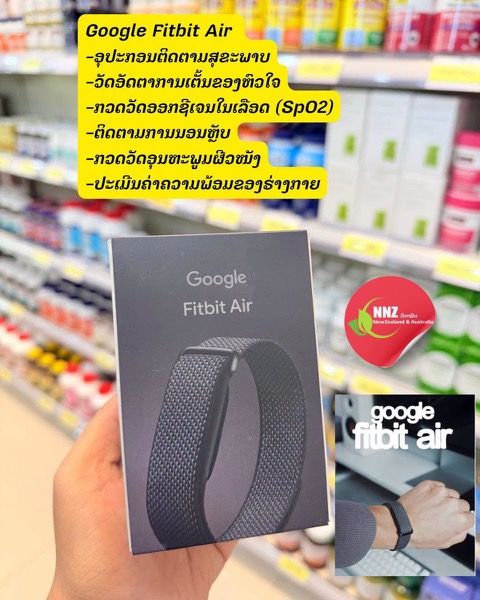 Google Fitbit Air
-ອຸປະກອນຕິດຕາມສຸຂະພາບ
-ວັດອັດຕາການເຕັ້ນຂອງຫົວໃຈ
-ກວດວັດອອກຊີເຈນໃນເລືອດ (SpO2)
-ຕິດຕາມການນອນຫຼັບ
-ກວດວັດອຸນຫະພູມຜີວໜັງ
-ປະເມີນຄ່າຄວາມພ້ອມຂອງຮ່າງກາຍ
Google
Fitbit Air
NNZ
NewZealand & Australia
google
fitbit air